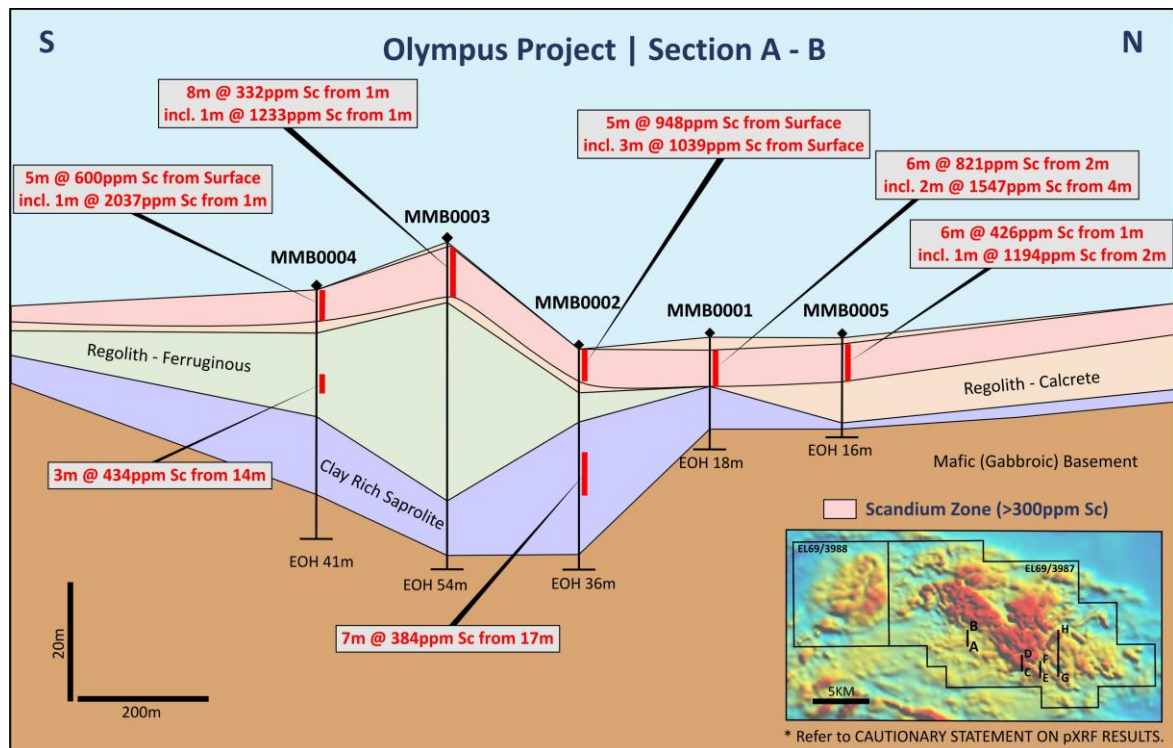 S
Olympus Project | Section A - B
N
8m @ 332ppm Sc from 1m
incl. 1m @ 1233ppm Sc from 1m
5m @ 948ppm Sc from Surface
incl. 3m @ 1039ppm Sc from Surface
5m @ 600ppm Sc from Surface
incl. 1m @ 2037ppm Sc from 1m
6m @ 821ppm Sc from 2m
incl. 2m @ 1547ppm Sc from 4m
6m @ 426ppm Sc from 1m
incl. 1m @ 1194ppm Sc from 2m
MMB0003
MMB0004
MMB0002
MMB0001
MMB0005
Regolith - Ferruginous
Regolith - Calcrete
3m @ 434ppm Sc from 14m
Clay Rich Saprolite
EOH 18m
EOH 16m
Mafic (Gabbroic) Basement
EOH 41m
EOH 54m
EOH 36m
Scandium Zone (>300ppm Sc)
7m @ 384ppm Sc from 17m
20m
200m
EL69/3988
EL69/3987
B
A
D
C
F
E
H
G
5KM
* Refer to CAUTIONARY STATEMENT ON pXRF RESULTS.